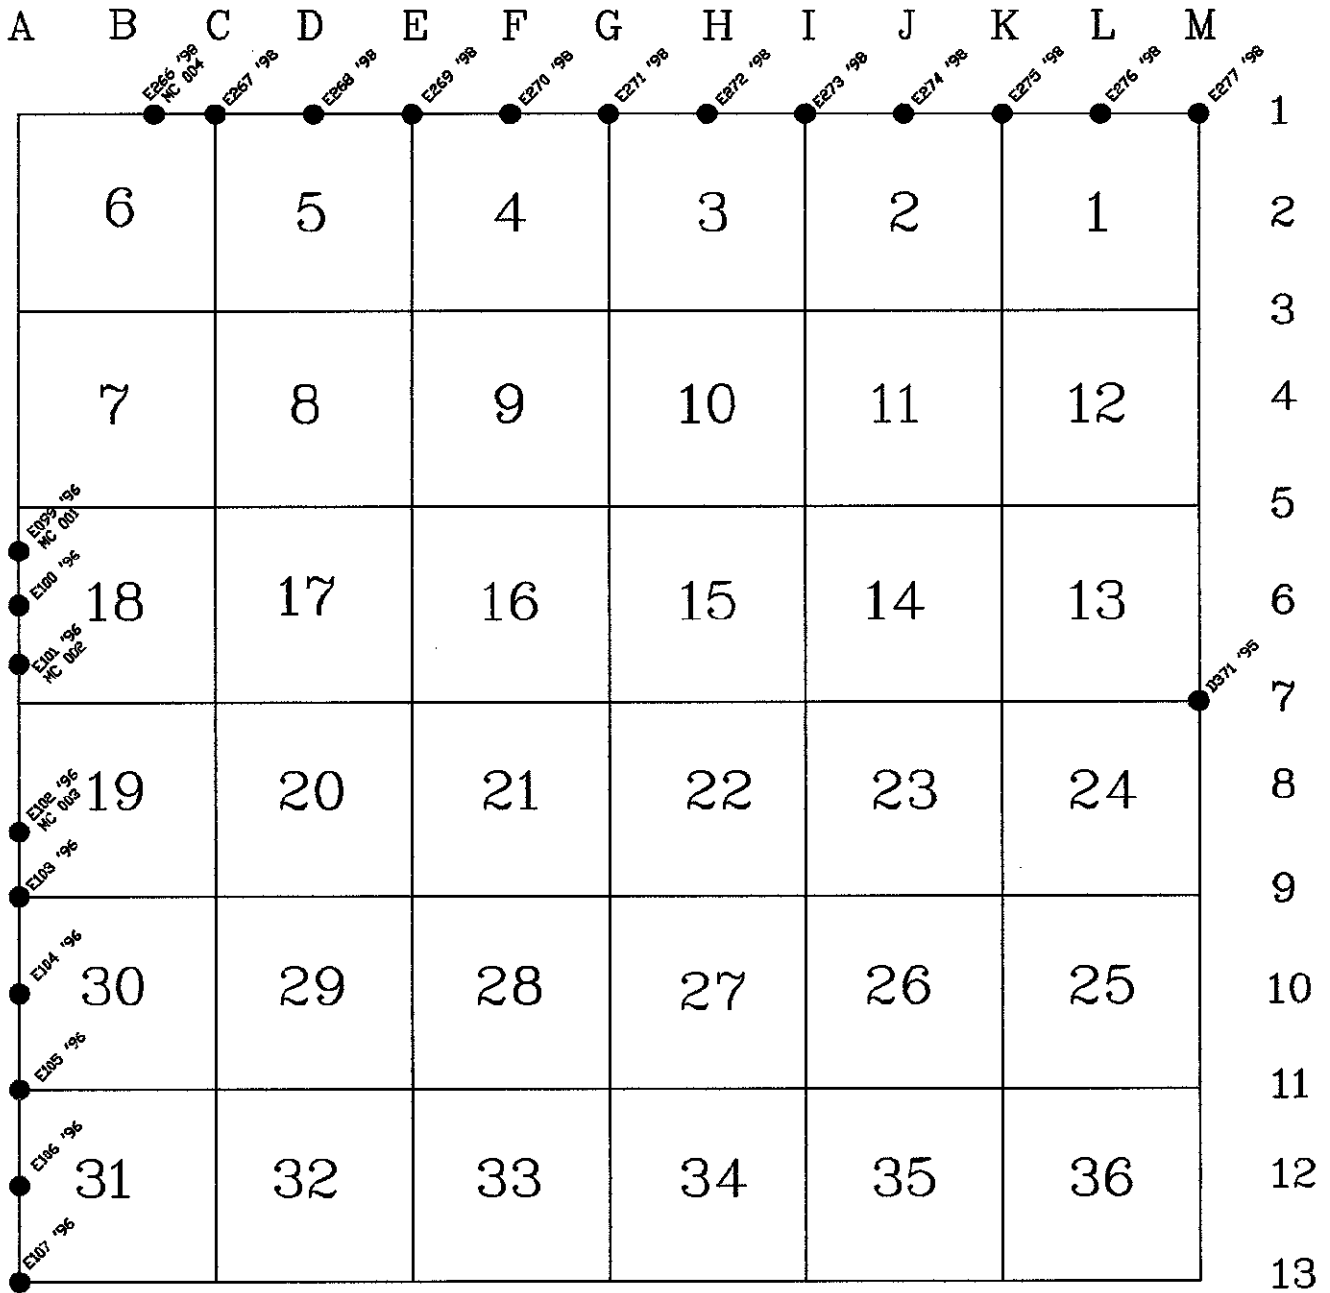 A B C D E F G H I J K L M
E266 '98
MC 004
E267 '98
E268 '98
E269 '98
E270 '98
E271 '98
E272 '98
E273 '98
E274 '98
E275 '98
E276 '98
E277 '98
1
6 5 4 3 2 1 2
3
7 8 9 10 11 12 4
5
E099 '96
MC 001
E100 '96
18 17 16 15 14 13 6
E101 '96
MC 002
D371 '95
7
19 20 21 22 23 24 8
E102 '96
MC 003
E103 '96
9
E104 '96
30 29 28 27 26 25 10
E105 '96
11
E106 '96
31 32 33 34 35 36 12
E107 '96
13